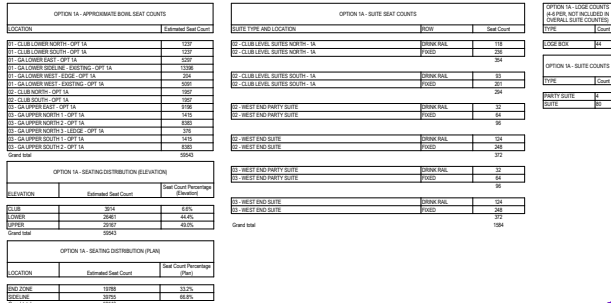 OPTION 1A - APPROXIMATE BOWL SEAT COUNTS
LOCATION Estimated Seat Count
01 - CLUB LOWER NORTH - OPT 1A 1237
01 - CLUB LOWER SOUTH - OPT 1A 1237
01 - GA LOWER EAST - OPT 1A 5297
01 - GA LOWER SIDELINE - EXISTING - OPT 1A 13396
01 - GA LOWER WEST - EDGE - OPT 1A 204
01 - GA LOWER WEST - EXISTING - OPT 1A 5091
02 - CLUB NORTH - OPT 1A 1957
02 - CLUB SOUTH - OPT 1A 1957
03 - GA UPPER EAST - OPT 1A 9196
03 - GA UPPER NORTH 1 - OPT 1A 1415
03 - GA UPPER NORTH 2 - OPT 1A 8383
03 - GA UPPER NORTH 3 - LEDGE - OPT 1A 376
03 - GA UPPER SOUTH 1 - OPT 1A 1415
03 - GA UPPER SOUTH 2 - OPT 1A 8383
Grand total 59543
OPTION 1A - SEATING DISTRIBUTION (ELEVATION)
ELEVATION Estimated Seat Count Seat Count Percentage (Elevation)
CLUB 3914 6.6%
LOWER 26461 44.4%
UPPER 29167 49.0%
Grand total 59543
OPTION 1A - SEATING DISTRIBUTION (PLAN)
LOCATION Estimated Seat Count Seat Count Percentage (Plan)
END ZONE 19788 33.2%
SIDELINE 39755 66.8%
OPTION 1A - SUITE SEAT COUNTS
SUITE TYPE AND LOCATION ROW Seat Count
02 - CLUB LEVEL SUITES NORTH - 1A DRINK RAIL 118
02 - CLUB LEVEL SUITES NORTH - 1A FIXED 236
354
02 - CLUB LEVEL SUITES SOUTH - 1A DRINK RAIL 93
02 - CLUB LEVEL SUITES SOUTH - 1A FIXED 201
294
02 - WEST END PARTY SUITE DRINK RAIL 32
02 - WEST END PARTY SUITE FIXED 64
96
02 - WEST END SUITE DRINK RAIL 124
02 - WEST END SUITE FIXED 248
372
03 - WEST END PARTY SUITE DRINK RAIL 32
03 - WEST END PARTY SUITE FIXED 64
96
03 - WEST END SUITE DRINK RAIL 124
03 - WEST END SUITE FIXED 248
372
Grand total 1584
OPTION 1A - LOGE COUNTS
(4-6 PER, NOT INCLUDED IN
OVERALL SUITE COUNTES)
TYPE Count
LOGE BOX 44
OPTION 1A - SUITE COUNTS
TYPE Count
PARTY SUITE 4
SUITE 80